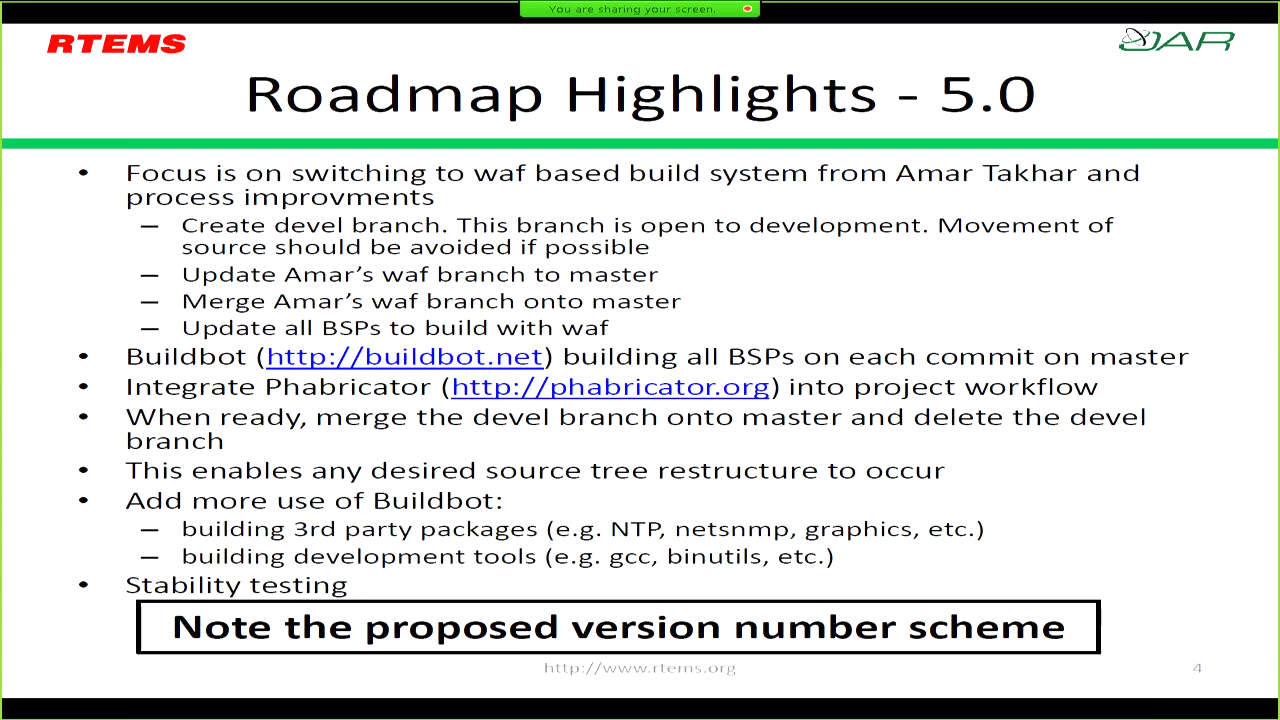 You are sharing your screen.
RTEMS
OAR
Roadmap Highlights - 5.0
• Focus is on switching to waf based build system from Amar Takhar and
process improvments
– Create devel branch. This branch is open to development. Movement of
source should be avoided if possible
– Update Amar’s waf branch to master
– Merge Amar’s waf branch onto master
– Update all BSPs to build with waf
• Buildbot (http://buildbot.net) building all BSPs on each commit on master
• Integrate Phabricator (http://phabricator.org) into project workflow
• When ready, merge the devel branch onto master and delete the devel
branch
• This enables any desired source tree restructure to occur
• Add more use of Buildbot:
– building 3rd party packages (e.g. NTP, netsnmp, graphics, etc.)
– building development tools (e.g. gcc, binutils, etc.)
• Stability testing
Note the proposed version number scheme
http://www.rtems.org
4